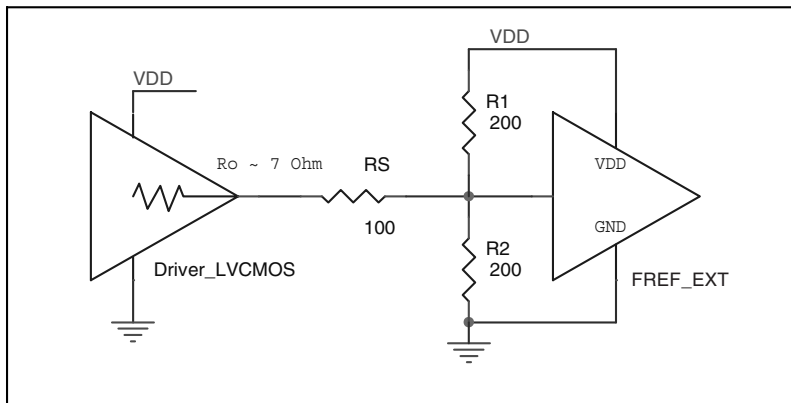 VDD
VDD
R1
200
Ro ~ 7 Ohm
RS
VDD
100
GND
R2
200
Driver_LVCMOS
FREF_EXT